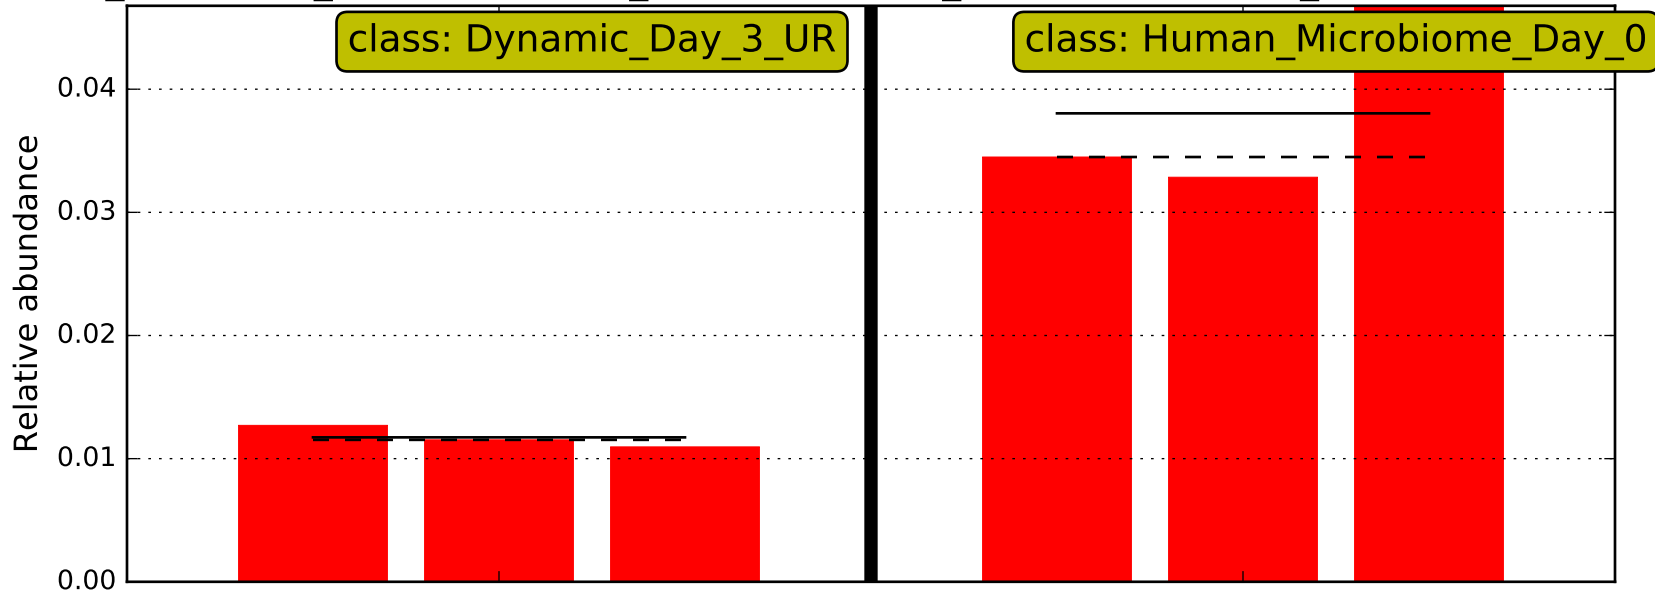 class: Dynamic_Day_3_UR
class: Human_Microbiome_Day_0
Relative abundance
0.04
0.03
0.02
0.01
0.00